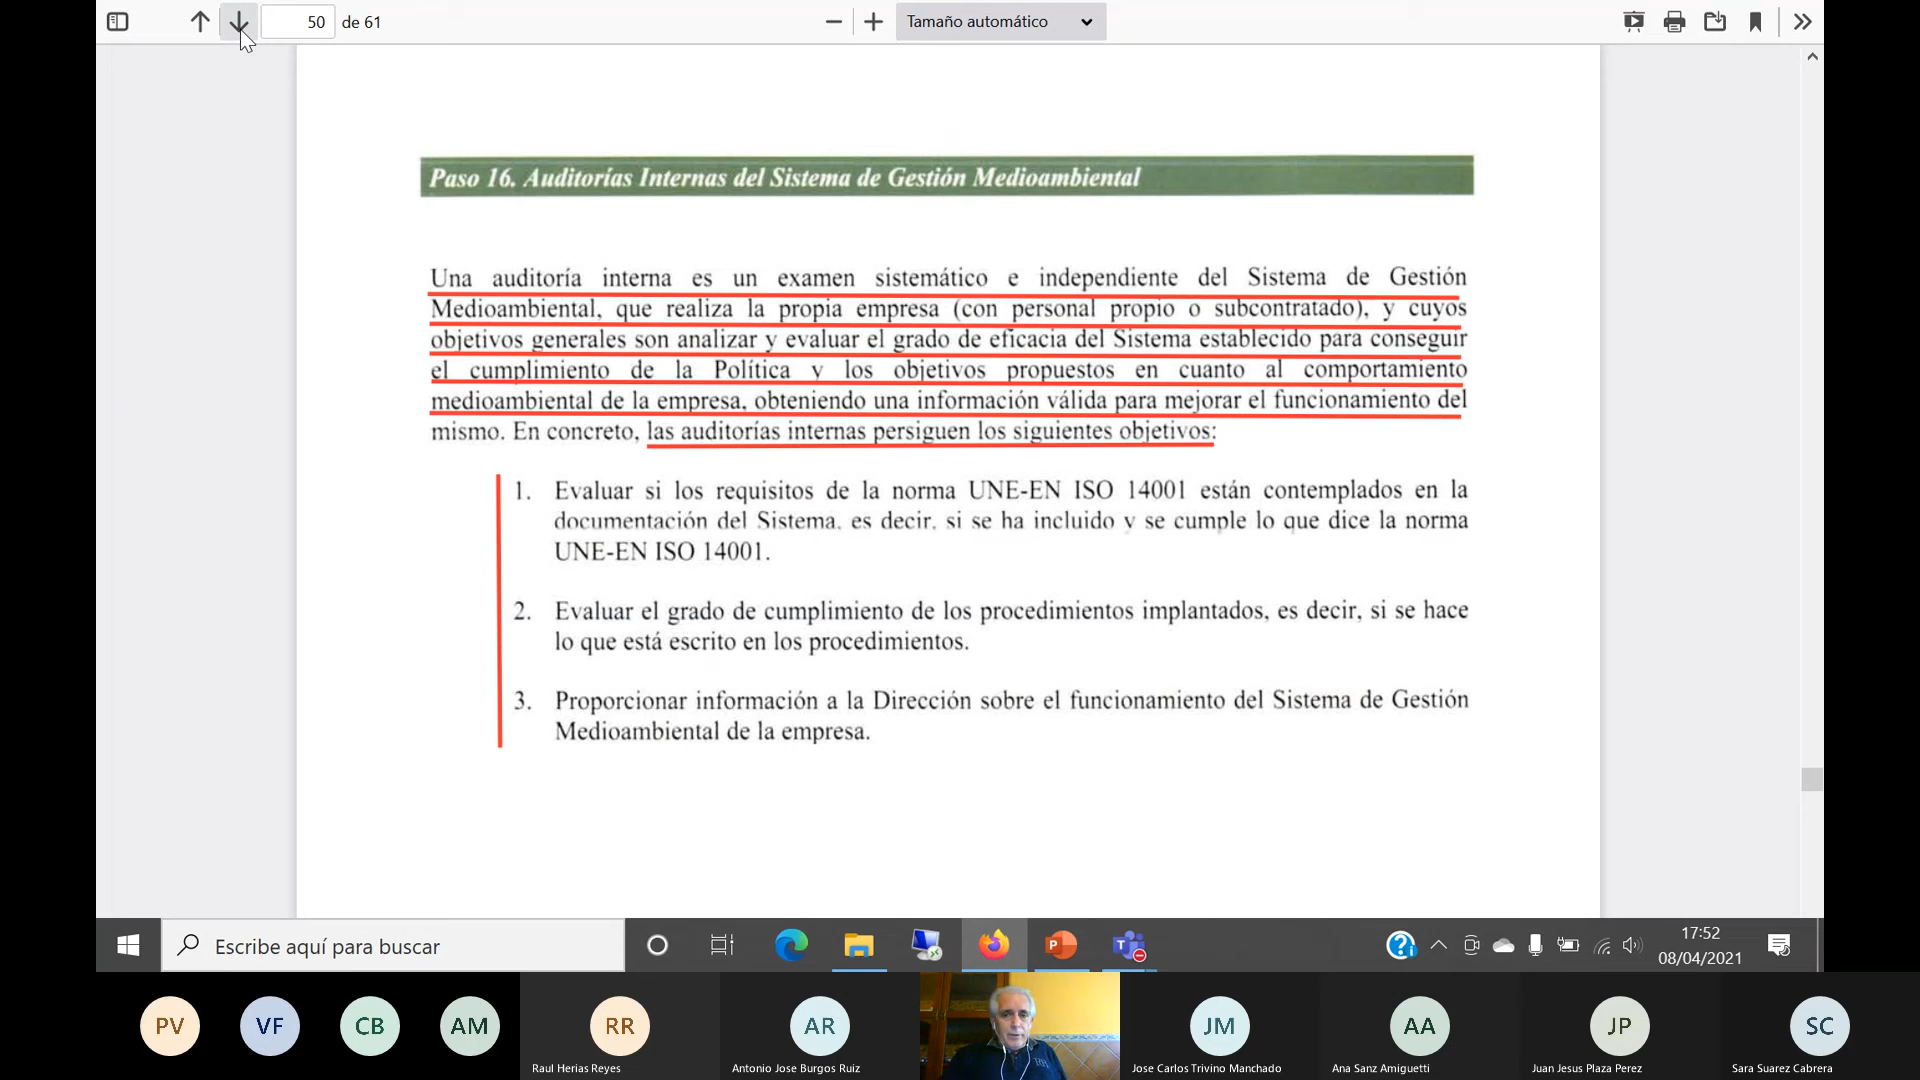 50 de 61
Tamaño automático
Paso 16. Auditorías Internas del Sistema de Gestión Medioambiental
Una auditoría interna es un examen sistemático e independiente del Sistema de Gestión
Medioambiental, que realiza la propia empresa (con personal propio o subcontratado), y cuyos
objetivos generales son analizar y evaluar el grado de eficacia del Sistema establecido para conseguir
el cumplimiento de la Política y los objetivos propuestos en cuanto al comportamiento
medioambiental de la empresa, obteniendo una información válida para mejorar el funcionamiento del
mismo. En concreto, las auditorías internas persiguen los siguientes objetivos:
1. Evaluar si los requisitos de la norma UNE-EN ISO 14001 están contemplados en la
documentación del Sistema, es decir, si se ha incluido y se cumple lo que dice la norma
UNE-EN ISO 14001.
2. Evaluar el grado de cumplimiento de los procedimientos implantados, es decir, si se hace
lo que está escrito en los procedimientos.
3. Proporcionar información a la Dirección sobre el funcionamiento del Sistema de Gestión
Medioambiental de la empresa.
Escribe aquí para buscar
17:52
08/04/2021
PV VF CB AM RR AR JM AA JP SC
Raul Herias Reyes
Antonio Jose Burgos Ruiz
Jose Carlos Trivino Manchado
Ana Sanz Amiguetti
Juan Jesus Plaza Perez
Sara Suarez Cabrera